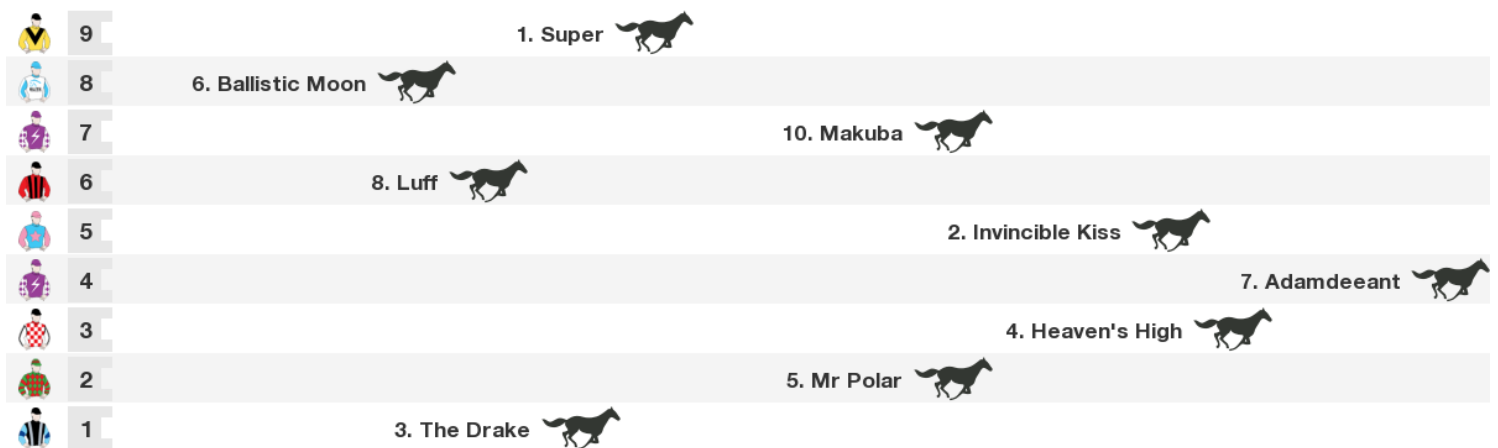 9 1. Super
8 6. Ballistic Moon
7 10. Makuba
6 8. Luff
5 2. Invincible Kiss
4 7. Adamdeeant
3 4. Heaven's High
2 5. Mr Polar
1 3. The Drake